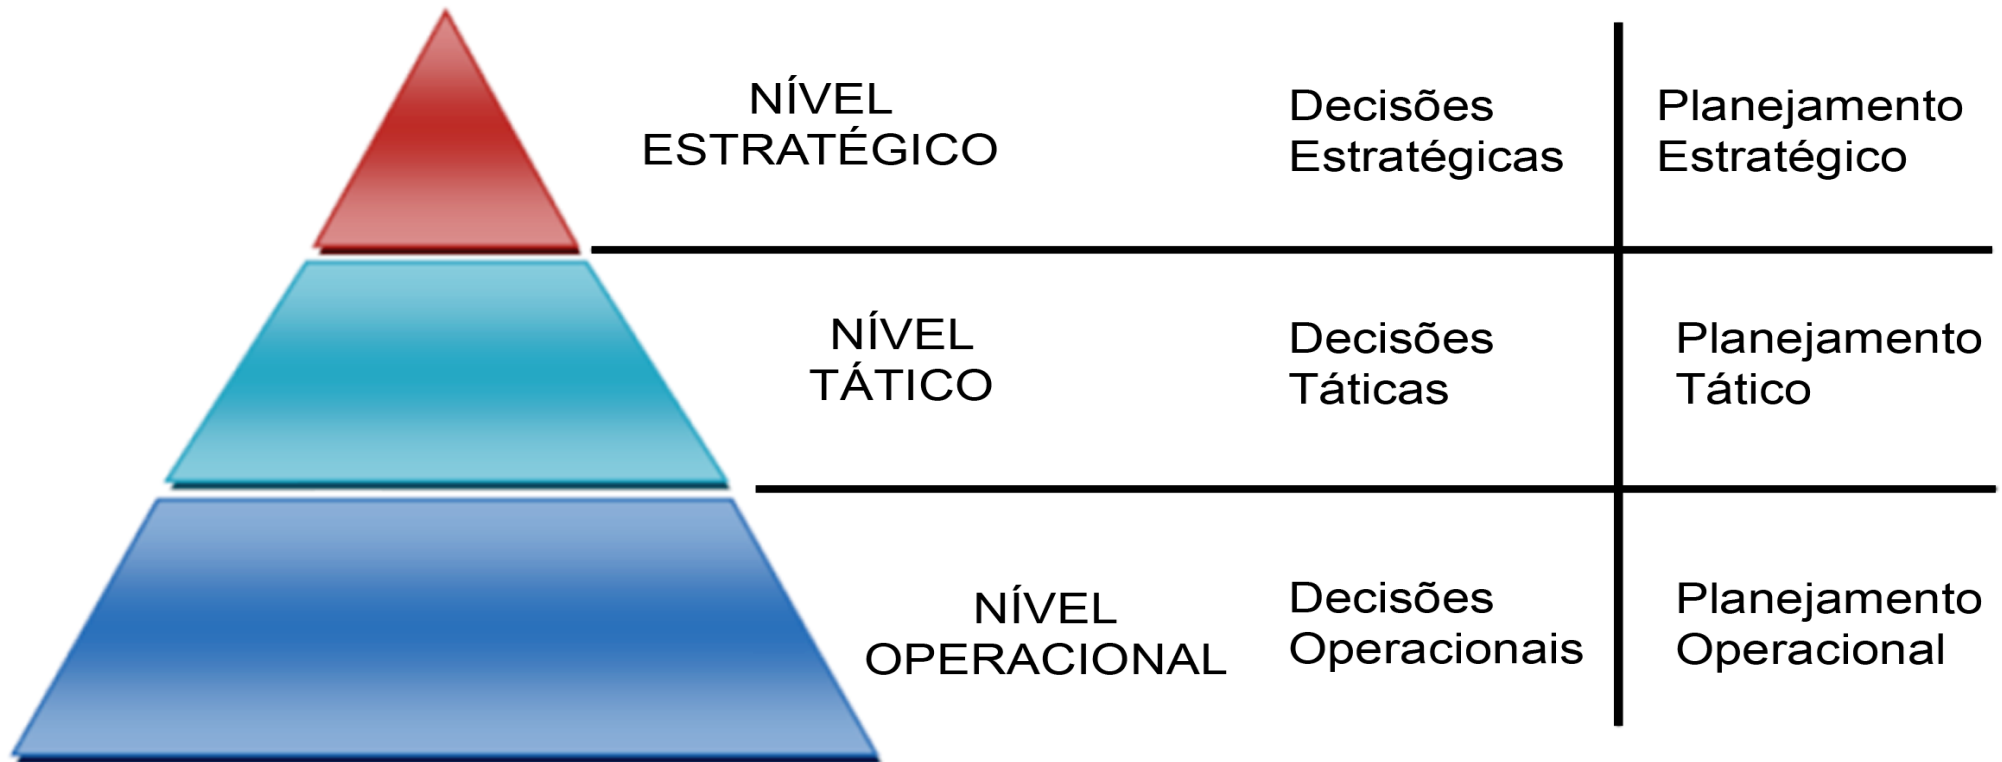 NÍVEL
ESTRATÉGICO
Decisões
Estratégicas
Planejamento
Estratégico
NÍVEL
TÁTICO
Decisões
Táticas
Planejamento
Tático
NÍVEL
OPERACIONAL
Decisões
Operacionais
Planejamento
Operacional